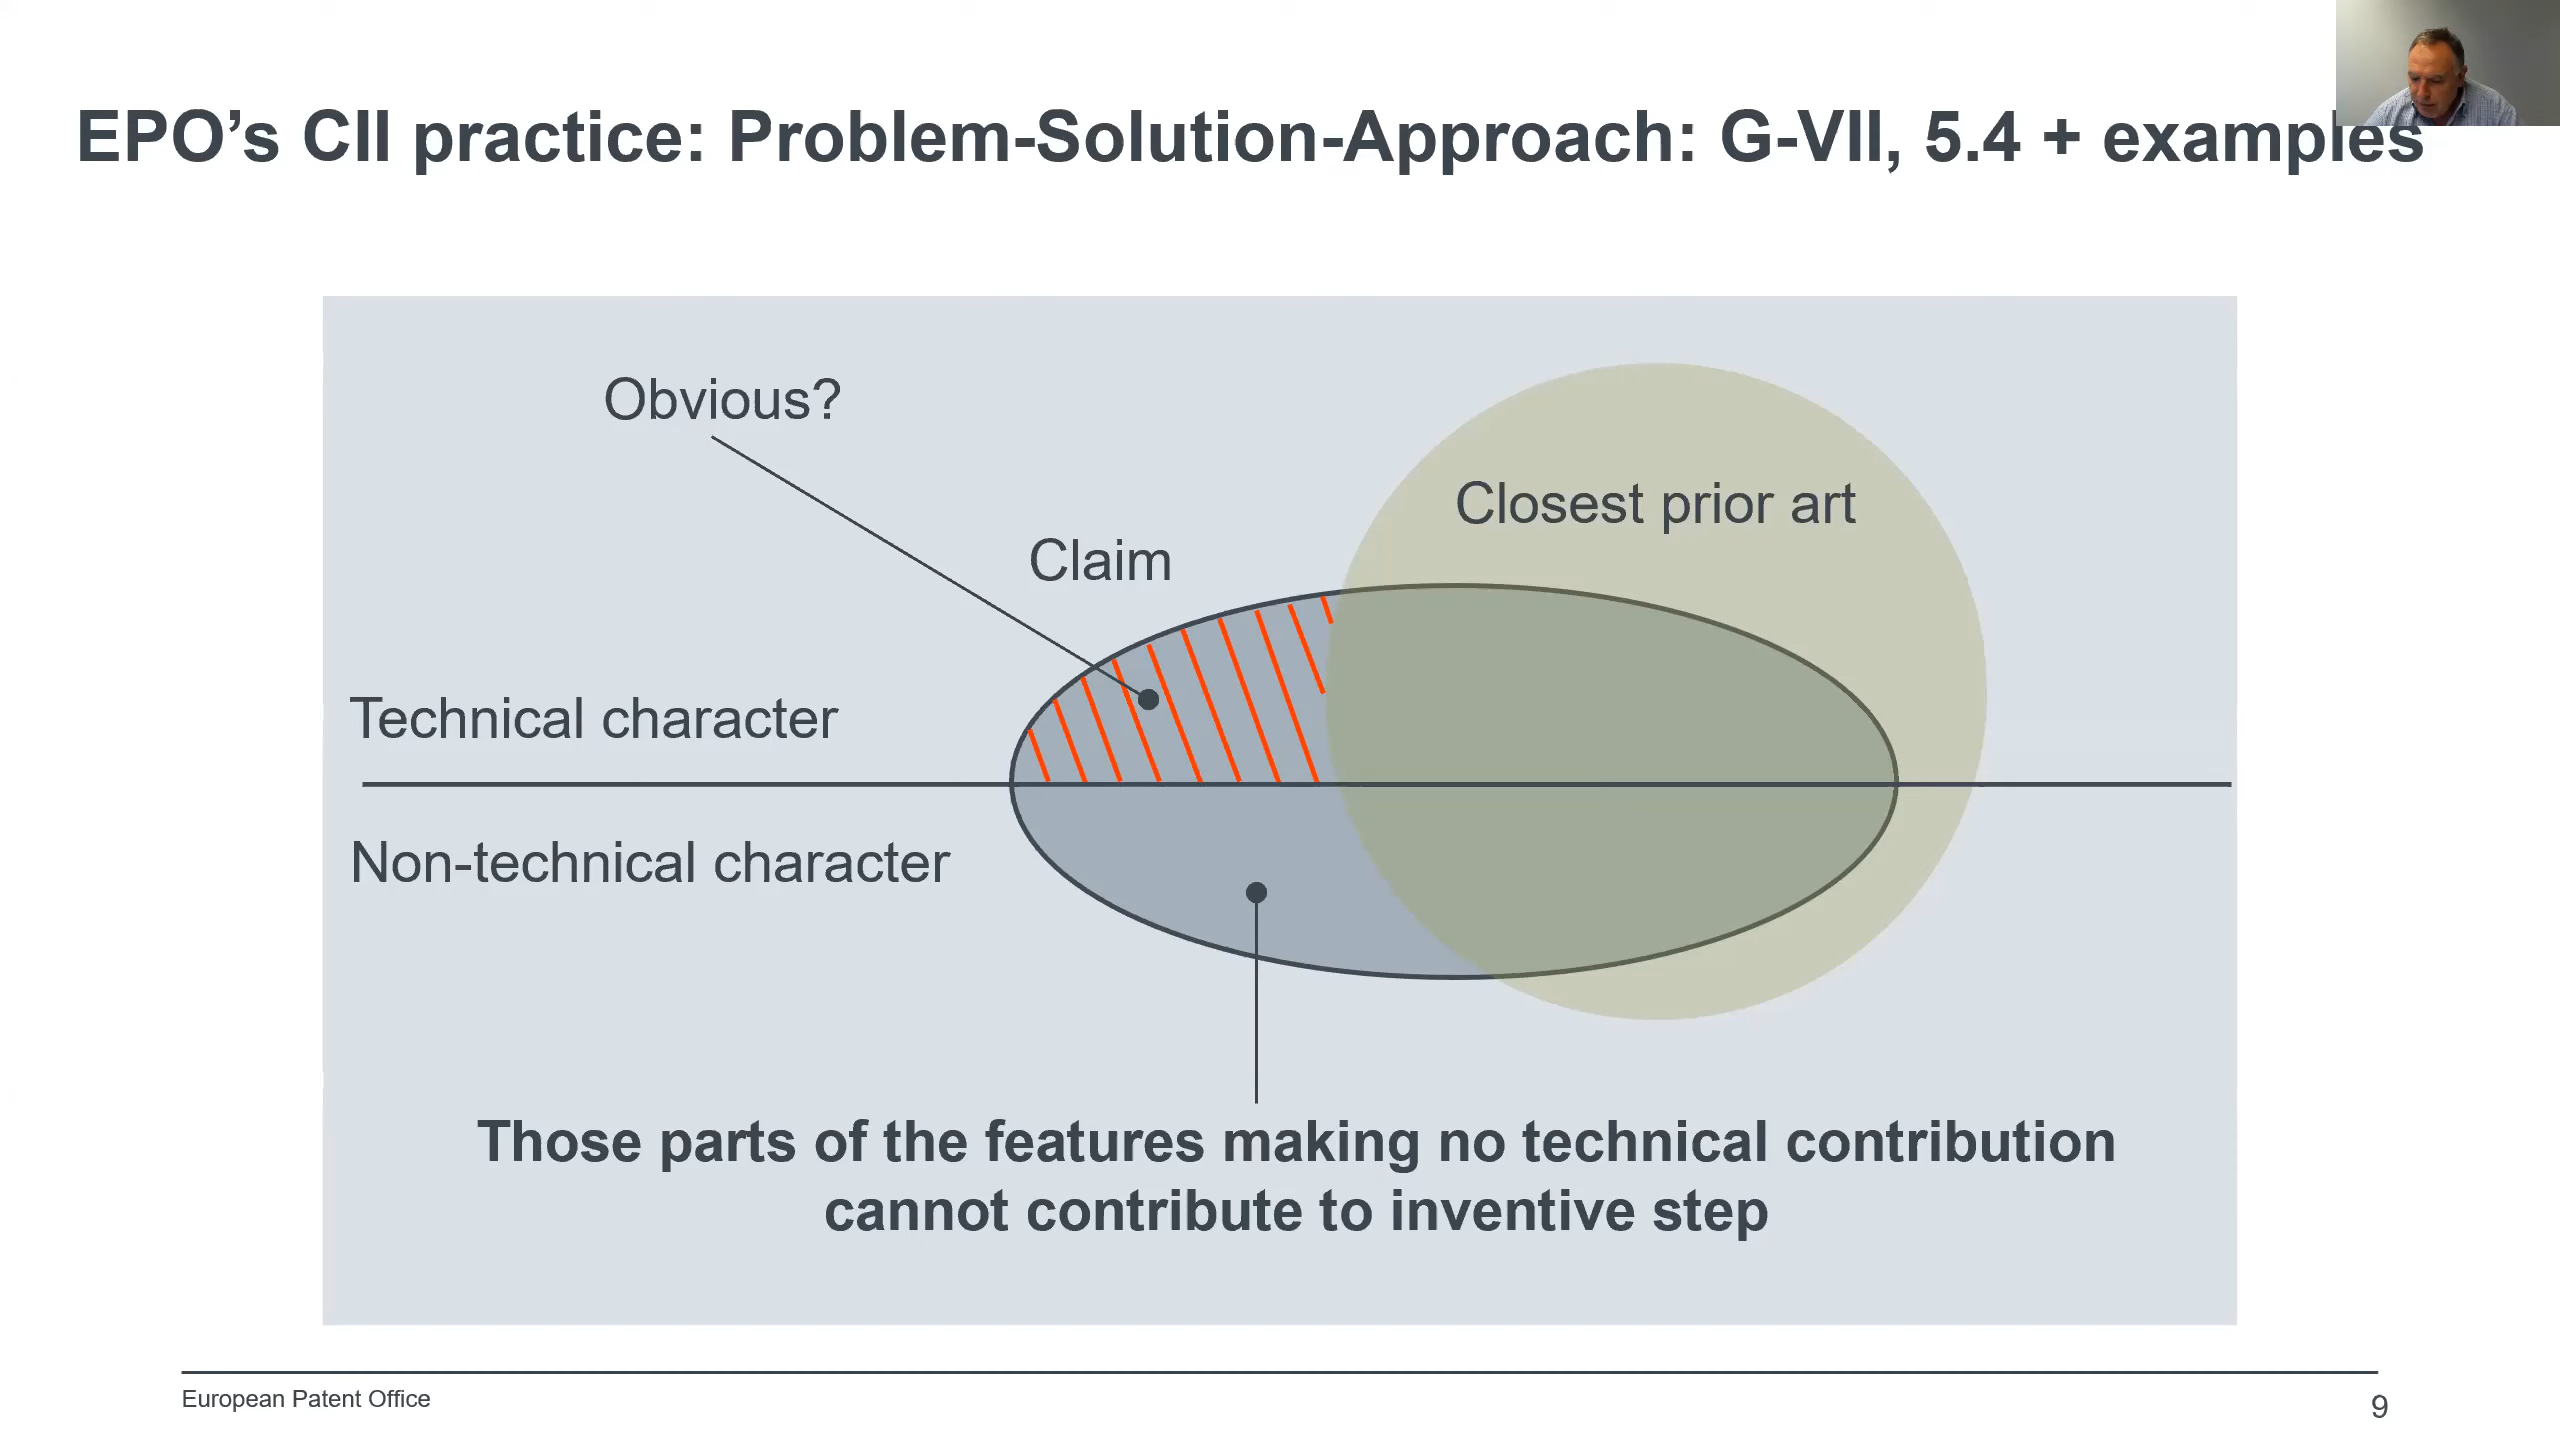 EPO’s CII practice: Problem-Solution-Approach: G-VII, 5.4 + examples
Obvious?
Closest prior art
Claim
Technical character
Non-technical character
Those parts of the features making no technical contribution
cannot contribute to inventive step
European Patent Office
9